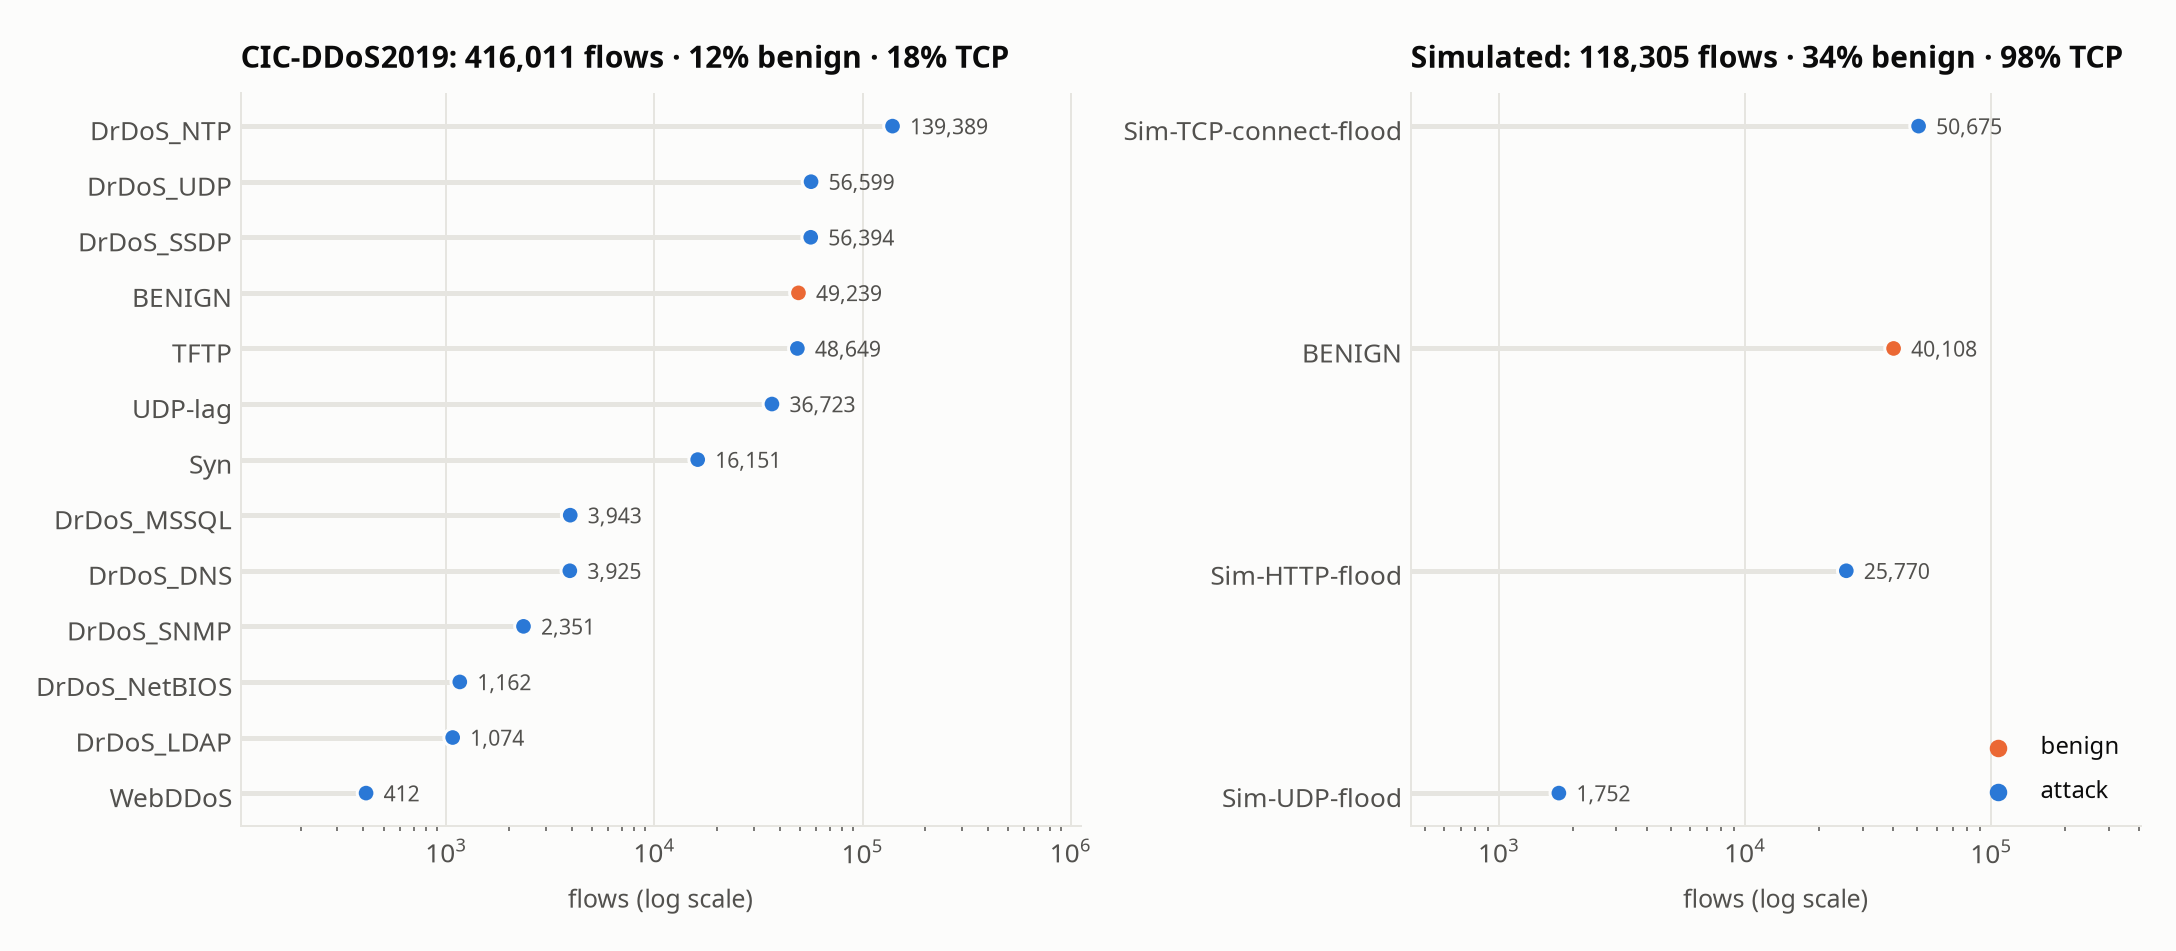 CIC-DDoS2019: 416,011 flows · 12% benign · 18% TCP
DrDoS_NTP 139,389
DrDoS_UDP 56,599
DrDoS_SSDP 56,394
BENIGN 49,239
TFTP 48,649
UDP-lag 36,723
Syn 16,151
DrDoS_MSSQL 3,943
DrDoS_DNS 3,925
DrDoS_SNMP 2,351
DrDoS_NetBIOS 1,162
DrDoS_LDAP 1,074
WebDDoS 412
10³ 10⁴ 10⁵ 10⁶
flows (log scale)
Simulated: 118,305 flows · 34% benign · 98% TCP
Sim-TCP-connect-flood 50,675
BENIGN 40,108
Sim-HTTP-flood 25,770
Sim-UDP-flood 1,752
benign
attack
10³ 10⁴ 10⁵
flows (log scale)